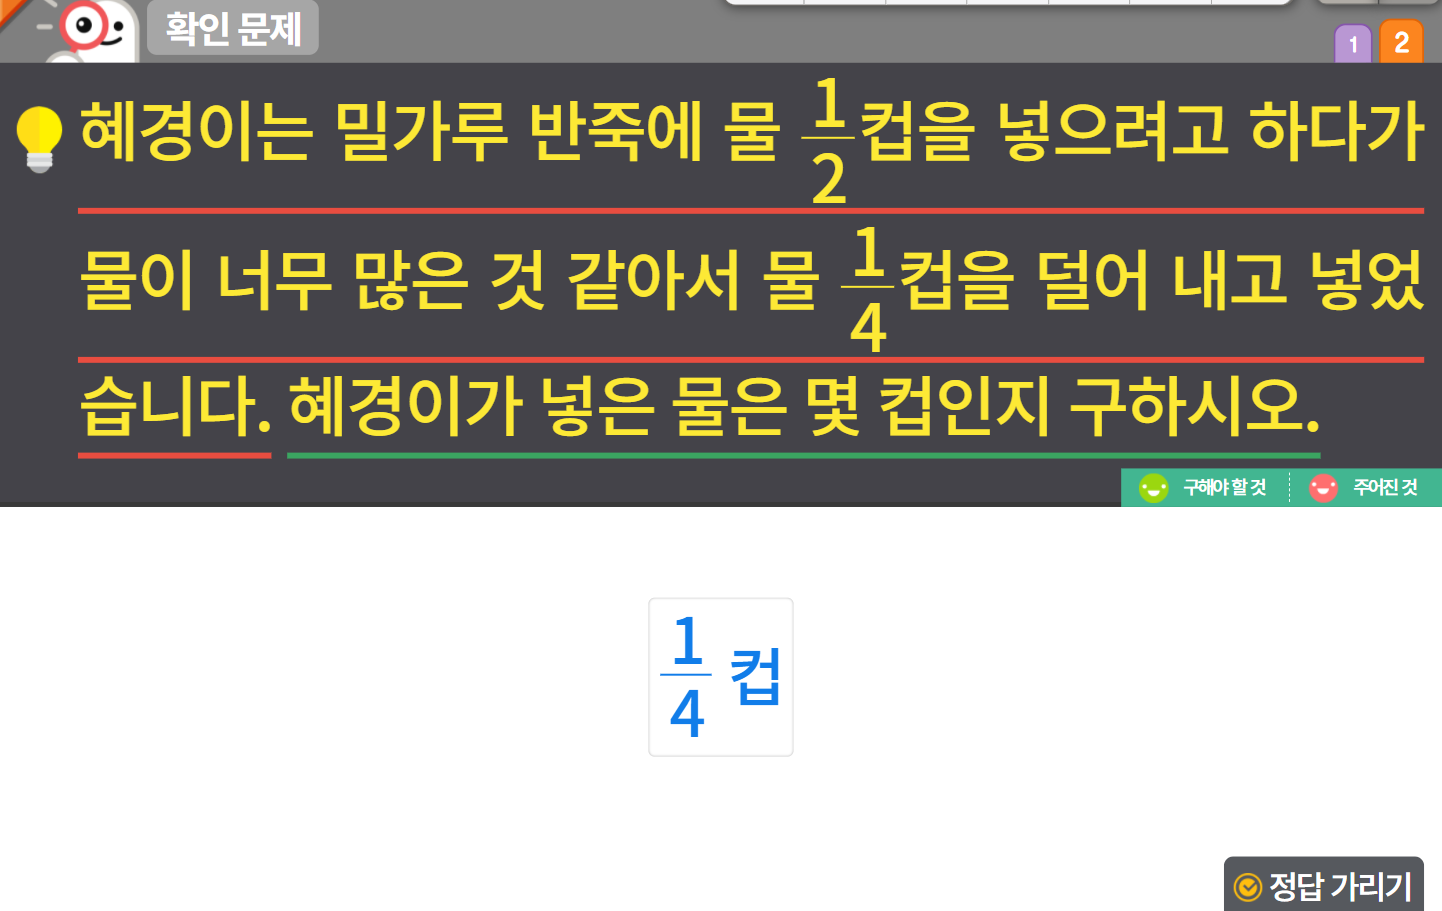 확인 문제
1 2
혜경이는 밀가루 반죽에 물 1/2컵을 넣으려고 하다가
물이 너무 많은 것 같아서 물 1/4컵을 덜어 내고 넣었
습니다. 혜경이가 넣은 물은 몇 컵인지 구하시오.
구해야 할 것 주어진 것
1/4 컵
정답 가리기